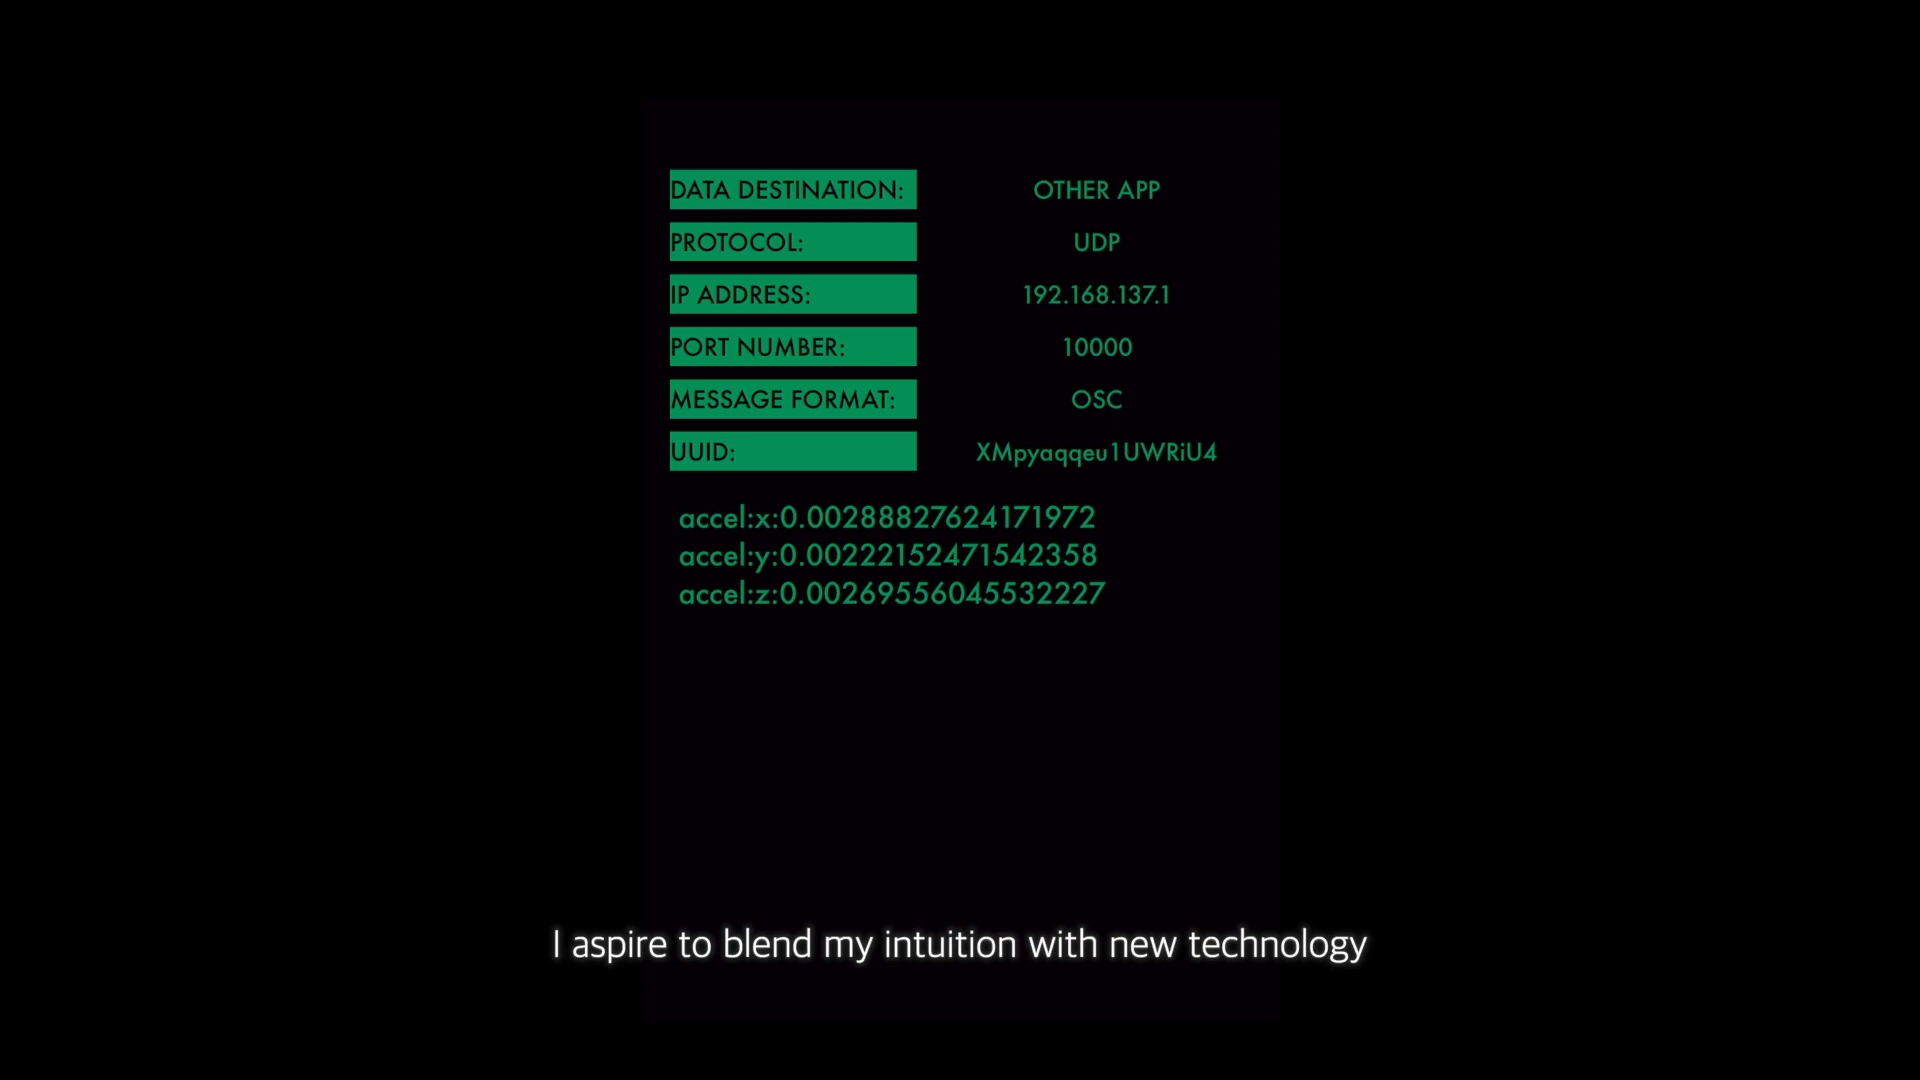 DATA DESTINATION: OTHER APP
PROTOCOL: UDP
IP ADDRESS: 192.168.137.1
PORT NUMBER: 10000
MESSAGE FORMAT: OSC
UUID: XMpyaqqeu1UWRiU4
accel:x:0.00288827624171972
accel:y:0.00222152471542358
accel:z:0.00269556045532227
I aspire to blend my intuition with new technology